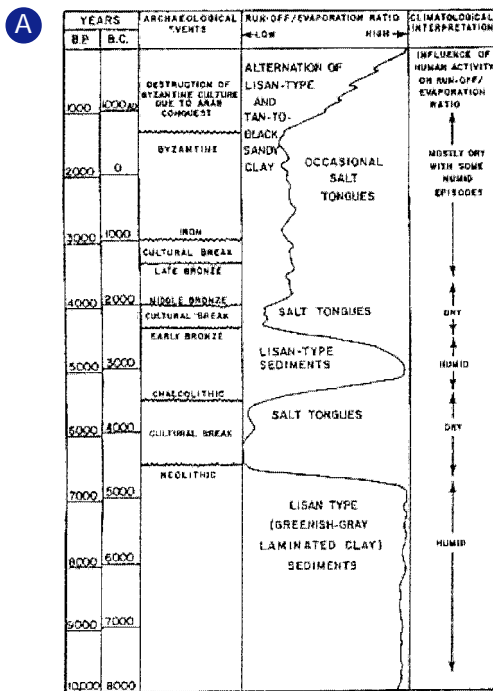 A
YEARS
B.P.
B.C.
ARCHAEOLOGICAL
EVENTS
RUN-OFF/EVAPORATION RATIO
LOW
HIGH
CLIMATOLOGICAL
INTERPRETATION
1000
2000
3000
4000
5000
6000
7000
8000
9000
10,000
1000 AD
0
1000
2000
3000
4000
5000
6000
7000
8000
DESTRUCTION OF
BYZANTINE CULTURE
DUE TO ARAB
CONQUEST
BYZANTINE
IRON
CULTURAL BREAK
LATE BRONZE
MIDDLE BRONZE
CULTURAL BREAK
EARLY BRONZE
CHALCOLITHIC
CULTURAL BREAK
NEOLITHIC
ALTERNATION OF
LISAN-TYPE
AND
TAN-TO-
BLACK
SANDY
CLAY
OCCASIONAL
SALT
TONGUES
SALT TONGUES
LISAN-TYPE
SEDIMENTS
SALT TONGUES
LISAN TYPE
(GREENISH-GRAY
LAMINATED CLAY)
SEDIMENTS
INFLUENCE OF
HUMAN ACTIVITY
ON RUN-OFF/
EVAPORATION
RATIO
MOSTLY DRY
WITH SOME
HUMID
EPISODES
DRY
HUMID
DRY
HUMID